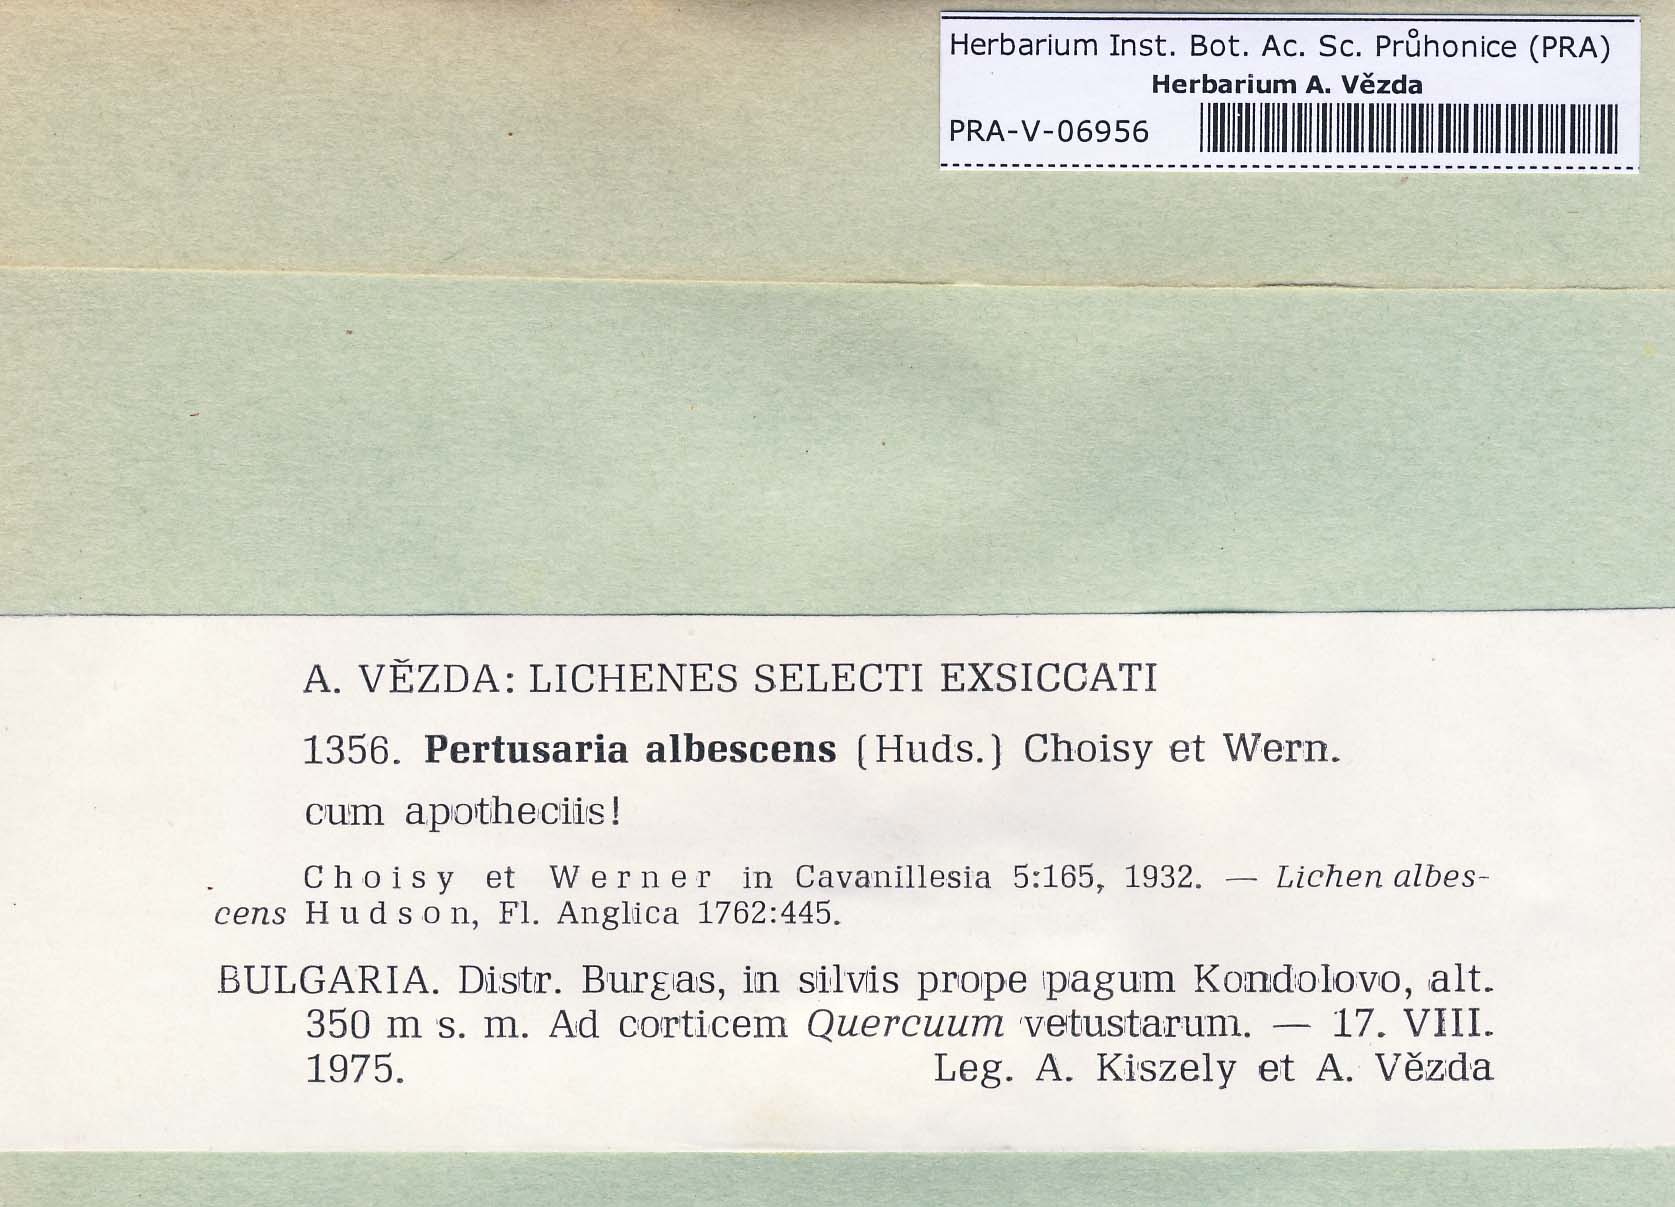 Herbarium Inst. Bot. Ac. Sc. Průhonice (PRA)
Herbarium A. Vězda
PRA-V-06956
A. VĚZDA: LICHENES SELECTI EXSICCATI
1356. Pertusaria albescens (Huds.) Choisy et Wern.
cum apotheciis!
Choisy et Werner in Cavanillesia 5:165, 1932. — Lichen albes-
cens Hudson, Fl. Anglica 1762:445.
BULGARIA. Distr. Burgas, in silvis prope pagum Kondolovo, alt.
350 m s. m. Ad corticem Quercuum vetustarum. — 17. VIII.
1975. Leg. A. Kiszely et A. Vězda